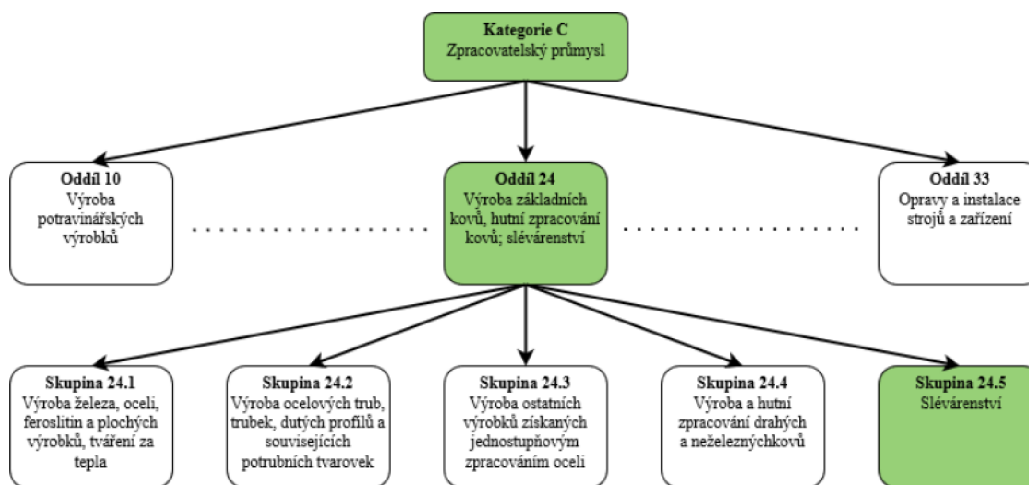 Kategorie C
Zpracovatelský průmysl
Oddíl 10
Výroba
potravinářských
výrobků
Oddíl 24
Výroba základních
kovů, hutní zpracování
kovů; slévárenství
Oddíl 33
Opravy a instalace
strojů a zařízení
Skupina 24.1
Výroba železa, oceli,
feroslitin a plochých
výrobků, tváření za
tepla
Skupina 24.2
Výroba ocelových trub,
trubek, dutých profilů a
souvisejících
potrubních tvarovek
Skupina 24.3
Výroba ostatních
výrobků získaných
jednostupňovým
zpracováním oceli
Skupina 24.4
Výroba a hutní
zpracování drahých
a neželeznýchkovů
Skupina 24.5
Slévárenství